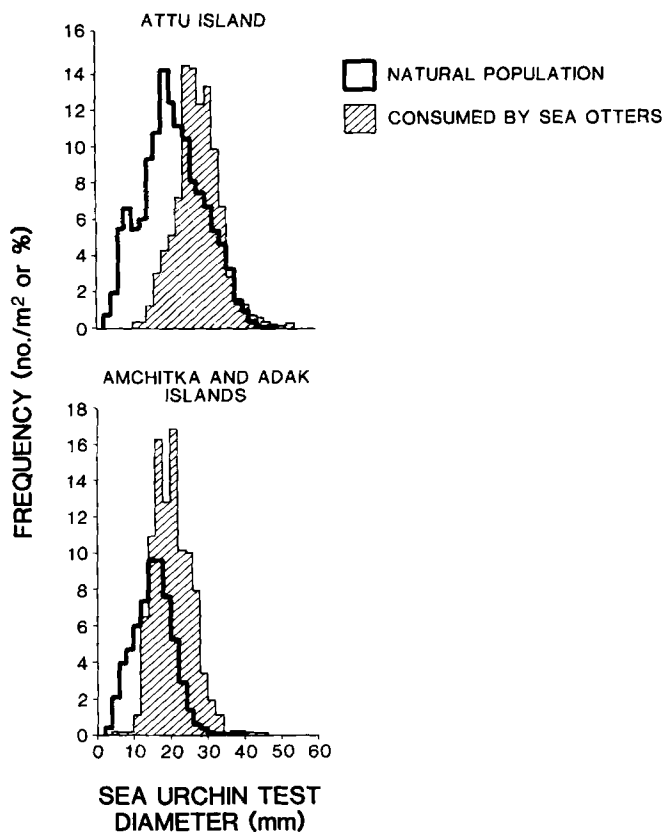 ATTU ISLAND
NATURAL POPULATION
CONSUMED BY SEA OTTERS
16
14
12
10
8
6
4
2
0
FREQUENCY (no./m² or %)
AMCHITKA AND ADAK
ISLANDS
18
16
14
12
10
8
6
4
2
0
0 10 20 30 40 50 60
SEA URCHIN TEST
DIAMETER (mm)